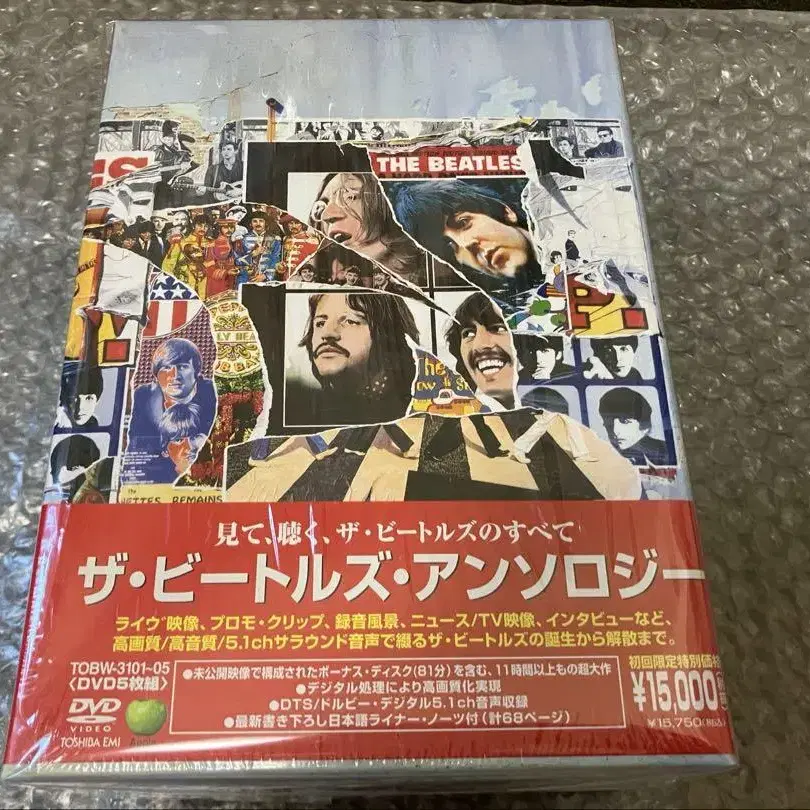 THE BEATLES
見て、聴く、ザ・ビートルズのすべて
ザ・ビートルズ・アンソロジー
ライヴ映像、プロモ・クリップ、録音風景、ニュース/TV映像、インタビューなど、
高画質/高音質/5.1chサラウンド音声で綴るザ・ビートルズの誕生から解散まで。
TOBW-3101~05
〈DVD5枚組〉
●未公開映像で構成されたボーナス・ディスク(81分)を含む、11時間以上もの超大作
●デジタル処理により高画質化実現
●DTS/ドルビー・デジタル5.1ch音声収録
●最新書き下ろし日本語ライナー・ノーツ付(計68ページ)
初回限定特別価格
¥15,000
¥15,750(税込)
DVD
VIDEO
TOSHIBA EMI
Apple